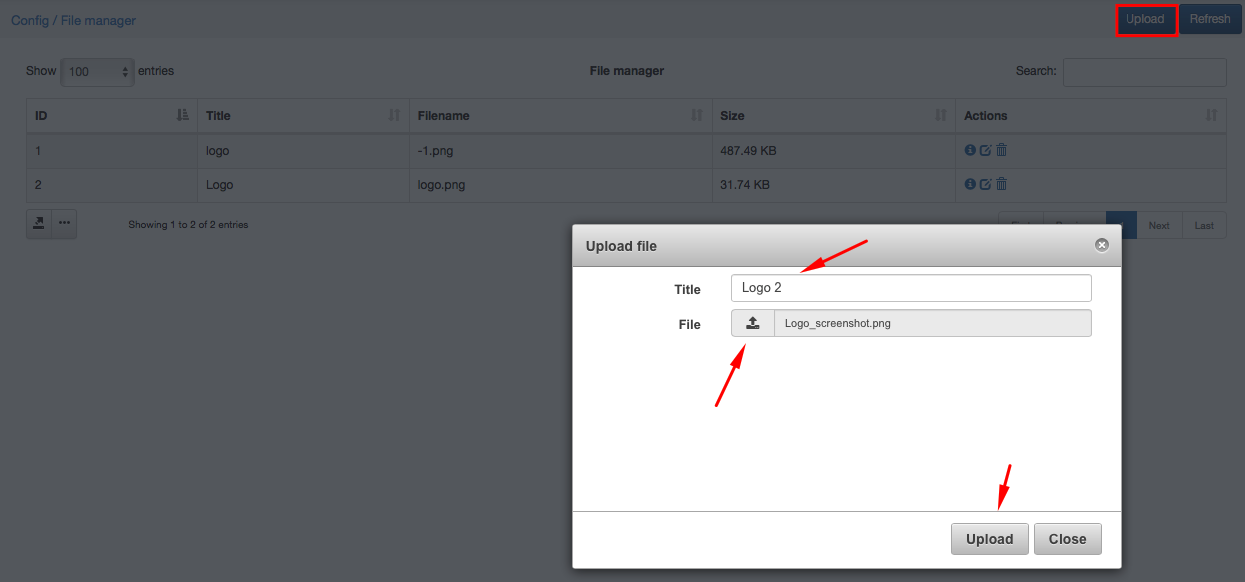 Config / File manager Upload Refresh
Show 100 entries File manager Search:
ID Title Filename Size Actions
1 logo -1.png 487.49 KB
2 Logo logo.png 31.74 KB
Showing 1 to 2 of 2 entries Next Last
Upload file
Title Logo 2
File Logo_screenshot.png
Upload Close